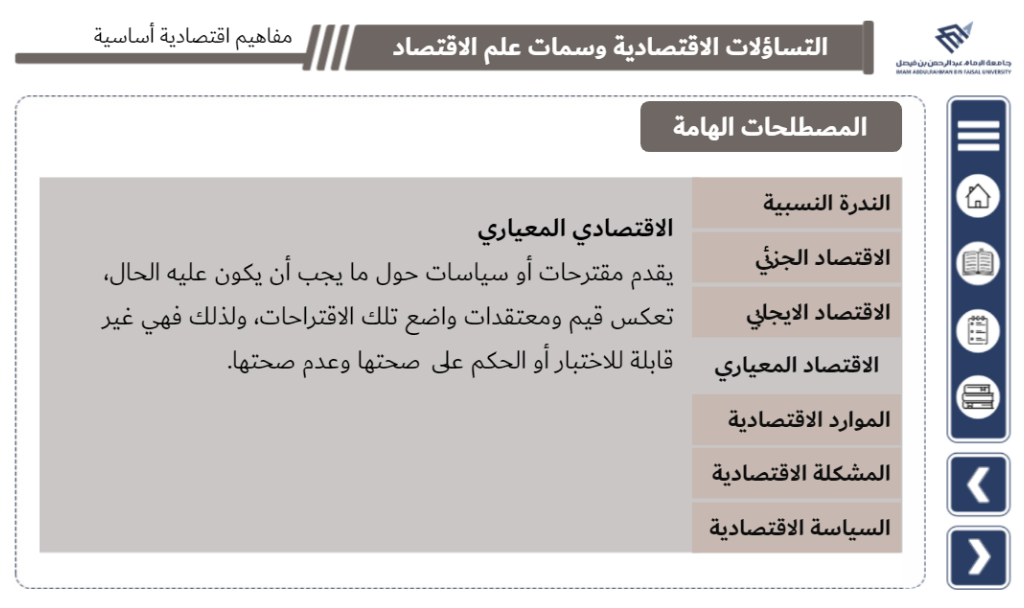 جامعة الإمام عبدالرحمن بن فيصل
IMAM ABDULRAHMAN BIN FAISAL UNIVERSITY
التساؤلات الاقتصادية وسمات علم الاقتصاد
مفاهيم اقتصادية أساسية
المصطلحات الهامة
الندرة النسبية
الاقتصاد الجزئي
الاقتصاد الايجابي
الاقتصاد المعياري
الموارد الاقتصادية
المشكلة الاقتصادية
السياسة الاقتصادية
الاقتصادي المعياري
يقدم مقترحات أو سياسات حول ما يجب أن يكون عليه الحال،
تعكس قيم ومعتقدات واضع تلك الاقتراحات، ولذلك فهي غير
قابلة للاختبار أو الحكم على صحتها وعدم صحتها.